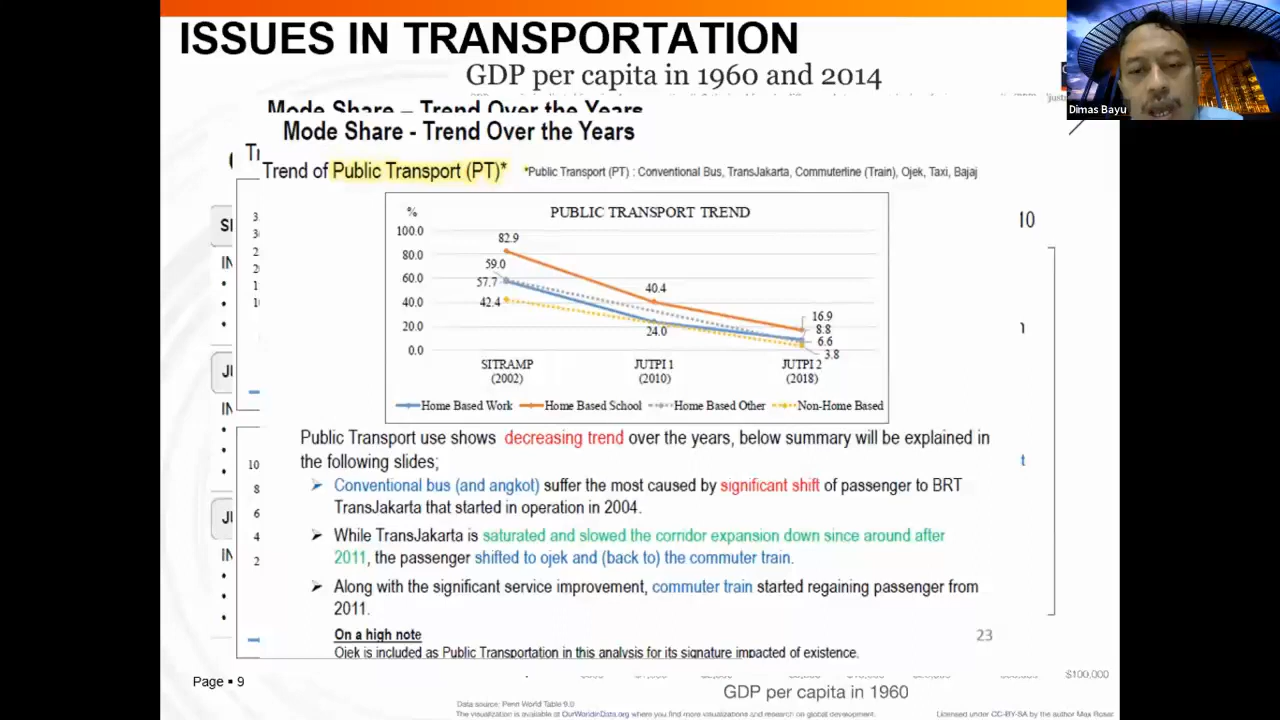 ISSUES IN TRANSPORTATION
GDP per capita in 1960 and 2014
Dimas Bayu
Mode Share – Trend Over the Years
Mode Share - Trend Over the Years
Trend of Public Transport (PT)*
*Public Transport (PT) : Conventional Bus, TransJakarta, Commuterline (Train), Ojek, Taxi, Bajaj
PUBLIC TRANSPORT TREND
%
100.0
80.0
60.0
40.0
20.0
0.0
82.9
59.0
57.7
42.4
40.4
24.0
16.9
8.8
6.6
3.8
SITRAMP
(2002)
JUTPI 1
(2010)
JUTPI 2
(2018)
Home Based Work Home Based School Home Based Other Non-Home Based
Public Transport use shows decreasing trend over the years, below summary will be explained in
the following slides;
➢ Conventional bus (and angkot) suffer the most caused by significant shift of passenger to BRT
TransJakarta that started in operation in 2004.
➢ While TransJakarta is saturated and slowed the corridor expansion down since around after
2011, the passenger shifted to ojek and (back to) the commuter train.
➢ Along with the significant service improvement, commuter train started regaining passenger from
2011.
On a high note
Ojek is included as Public Transportation in this analysis for its signature impacted of existence.
23
Page ▪ 9
$100,000
GDP per capita in 1960
Data source: Penn World Table 9.0
The visualization is available at OurWorldinData.org where you find more visualizations and research on global development.
Licensed under CC-BY-SA by the author Max Roser.